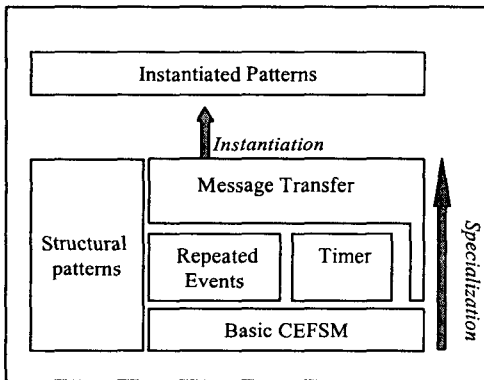 Instantiated Patterns
Instantiation
Message Transfer
Structural
patterns
Repeated
Events
Timer
Basic CEFSM
Specialization